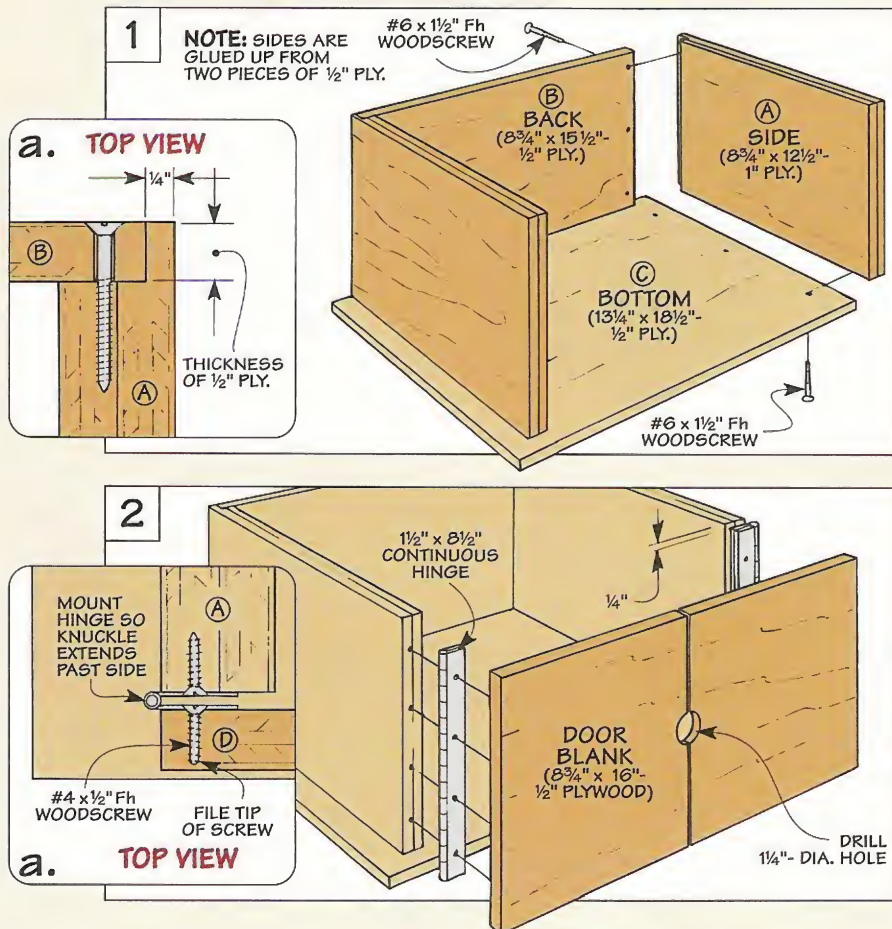 1
NOTE: SIDES ARE
GLUED UP FROM
TWO PIECES OF ½" PLY.
#6 x 1½" Fh
WOODSCREW
B
BACK
(8¾" x 15½"-
½" PLY.)
A
SIDE
(8¾" x 12½"-
1" PLY.)
C
BOTTOM
(13¼" x 18½"-
½" PLY.)
#6 x 1½" Fh
WOODSCREW
a. TOP VIEW
¼"
B
THICKNESS
OF ½" PLY.
A
2
1½" x 8½"
CONTINUOUS
HINGE
¼"
DOOR
BLANK
(8¾" x 16"-
½" PLYWOOD)
DRILL
1¼"- DIA. HOLE
MOUNT
HINGE SO
KNUCKLE
EXTENDS
PAST SIDE
A
D
#4 x ½" Fh
WOODSCREW
FILE TIP
OF SCREW
a. TOP VIEW